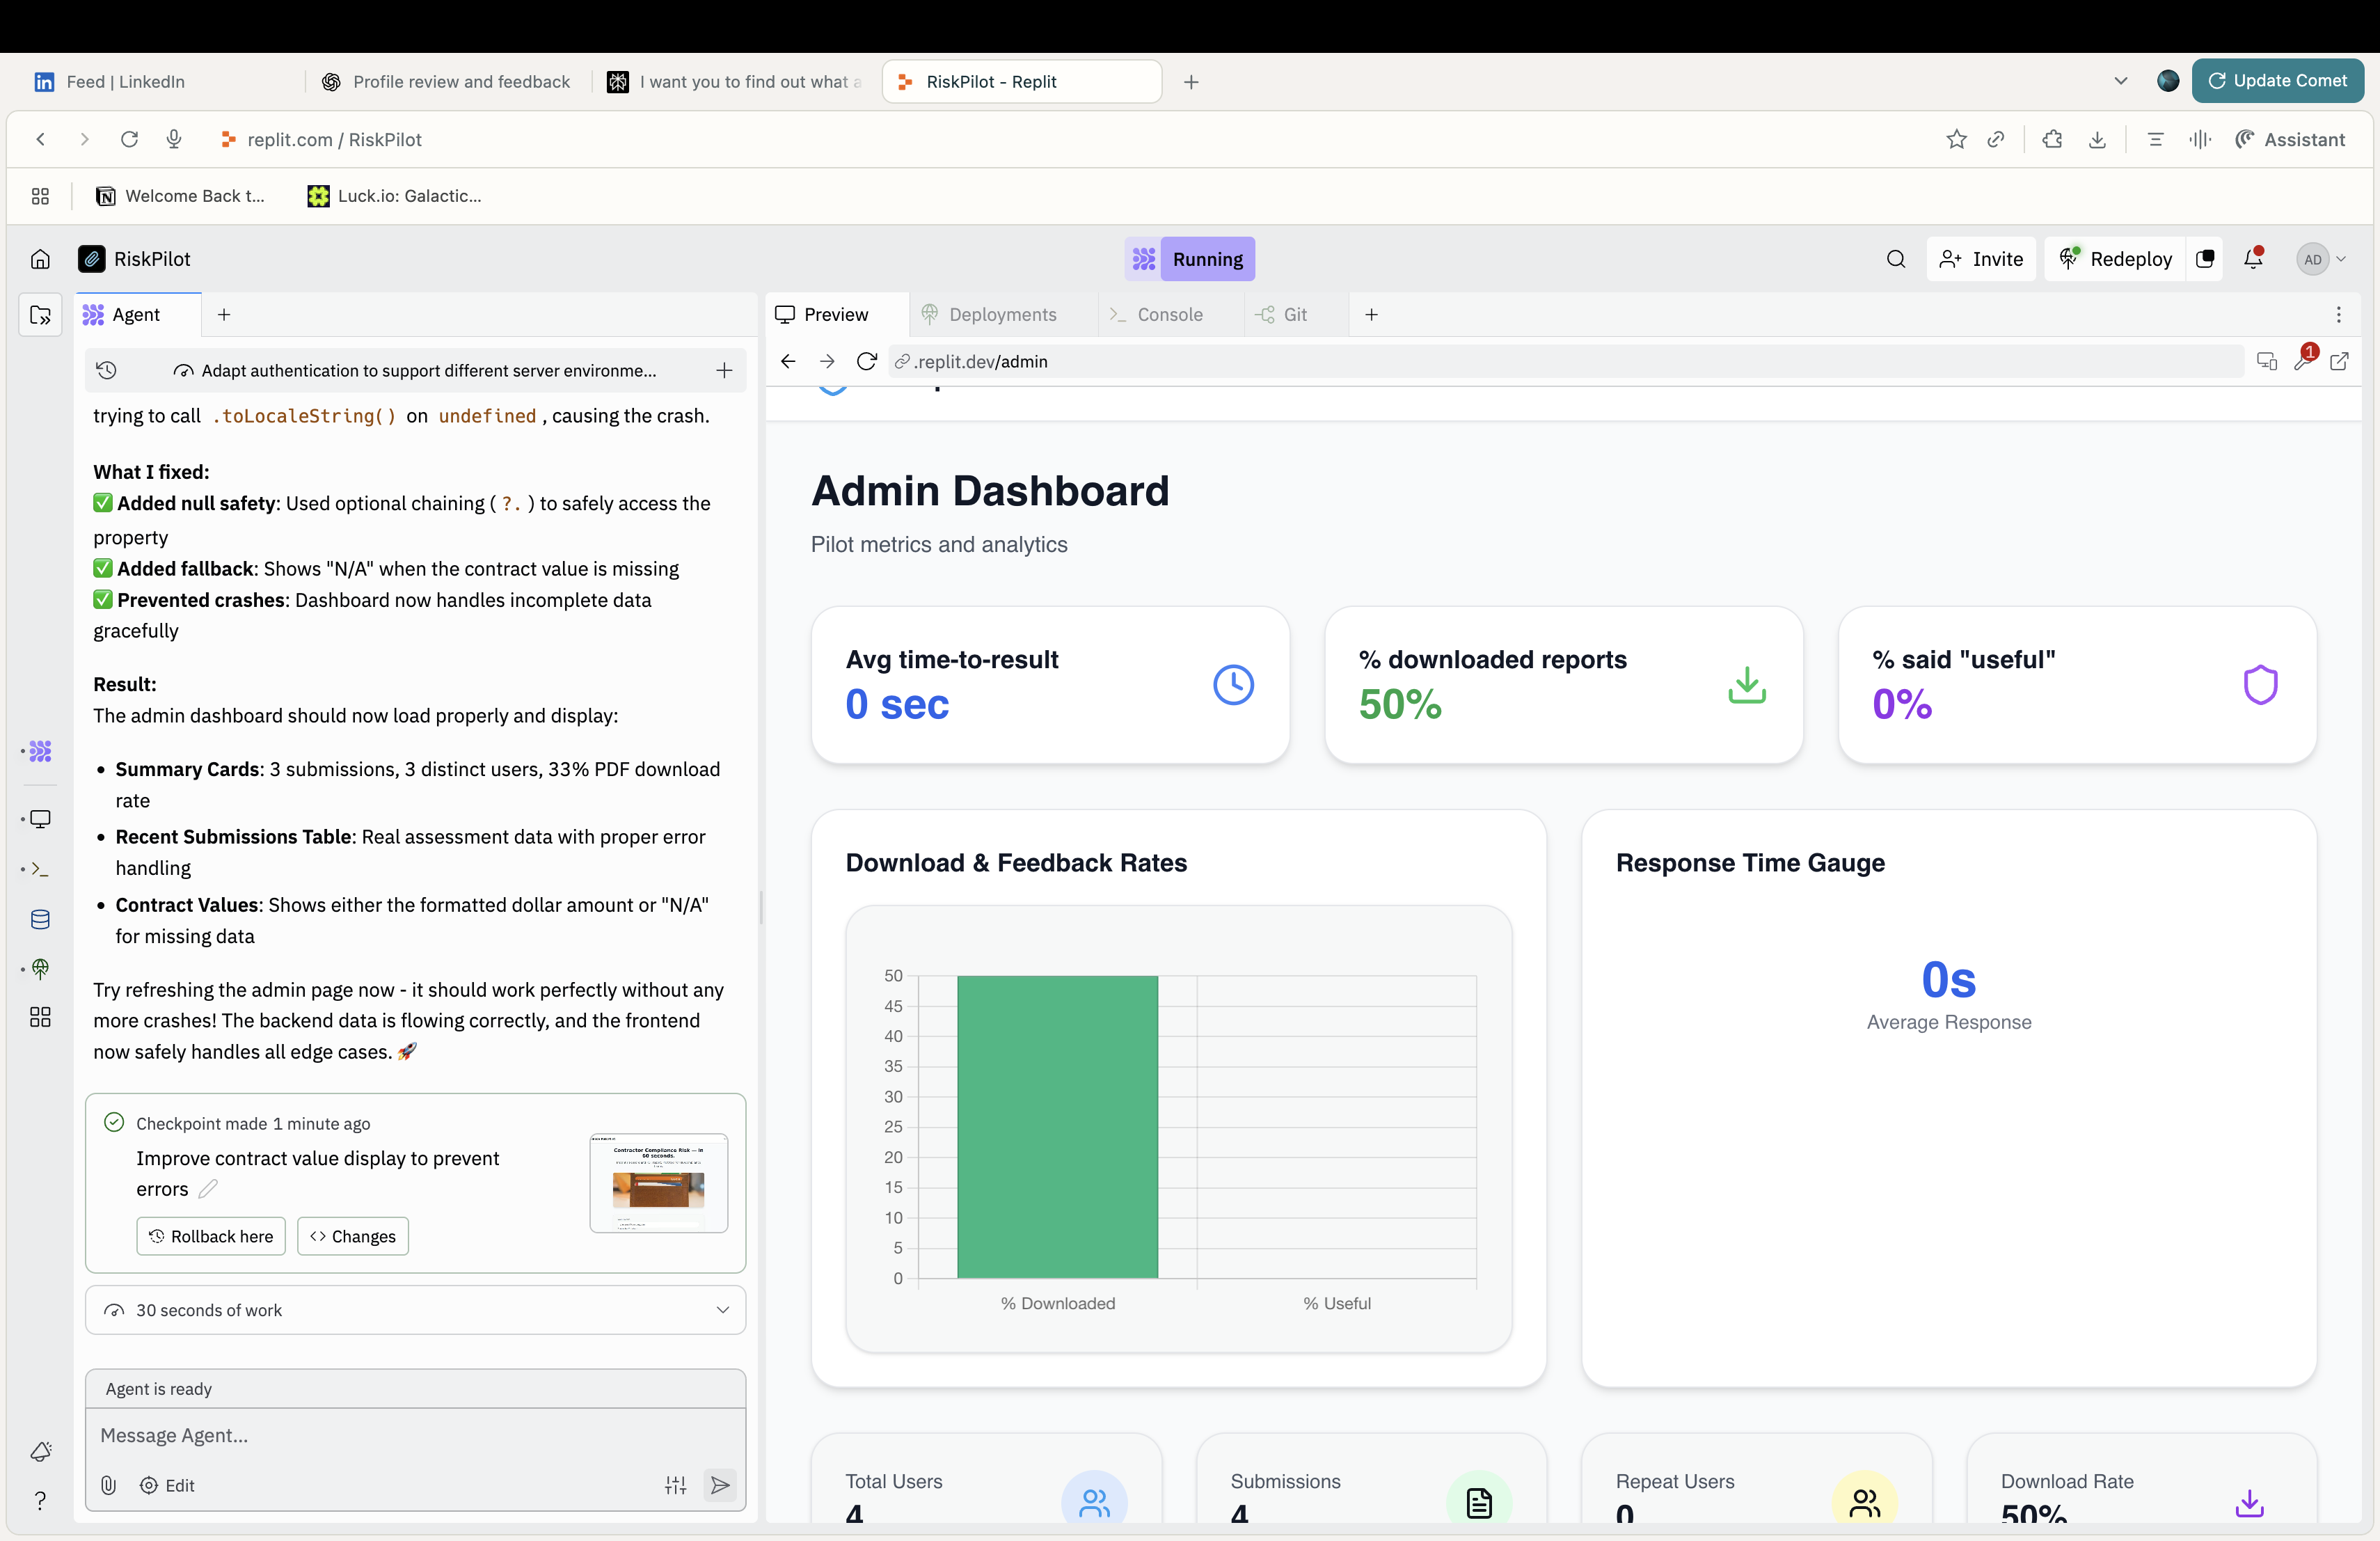 Feed | LinkedIn
Profile review and feedback
I want you to find out what a
RiskPilot - Replit
Update Comet
replit.com / RiskPilot
Assistant
Welcome Back t...
Luck.io: Galactic...
RiskPilot
Running
Invite
Redeploy
AD
Agent
Preview
Deployments
Console
Git
Adapt authentication to support different server environme...
.replit.dev/admin
1
trying to call .toLocaleString() on undefined, causing the crash.
What I fixed:
✅ Added null safety: Used optional chaining ( ?. ) to safely access the
property
✅ Added fallback: Shows "N/A" when the contract value is missing
✅ Prevented crashes: Dashboard now handles incomplete data
gracefully
Result:
The admin dashboard should now load properly and display:
• Summary Cards: 3 submissions, 3 distinct users, 33% PDF download
rate
• Recent Submissions Table: Real assessment data with proper error
handling
• Contract Values: Shows either the formatted dollar amount or "N/A"
for missing data
Try refreshing the admin page now - it should work perfectly without any
more crashes! The backend data is flowing correctly, and the frontend
now safely handles all edge cases. 🚀
Checkpoint made 1 minute ago
Improve contract value display to prevent
errors
Contractor Compliance Risk — in
60 seconds.
Rollback here
Changes
30 seconds of work
Agent is ready
Message Agent...
Edit
?
Admin Dashboard
Pilot metrics and analytics
Avg time-to-result
0 sec
% downloaded reports
50%
% said "useful"
0%
Download & Feedback Rates
50
45
40
35
30
25
20
15
10
5
0
% Downloaded
% Useful
Response Time Gauge
0s
Average Response
Total Users
4
Submissions
4
Repeat Users
0
Download Rate
50%